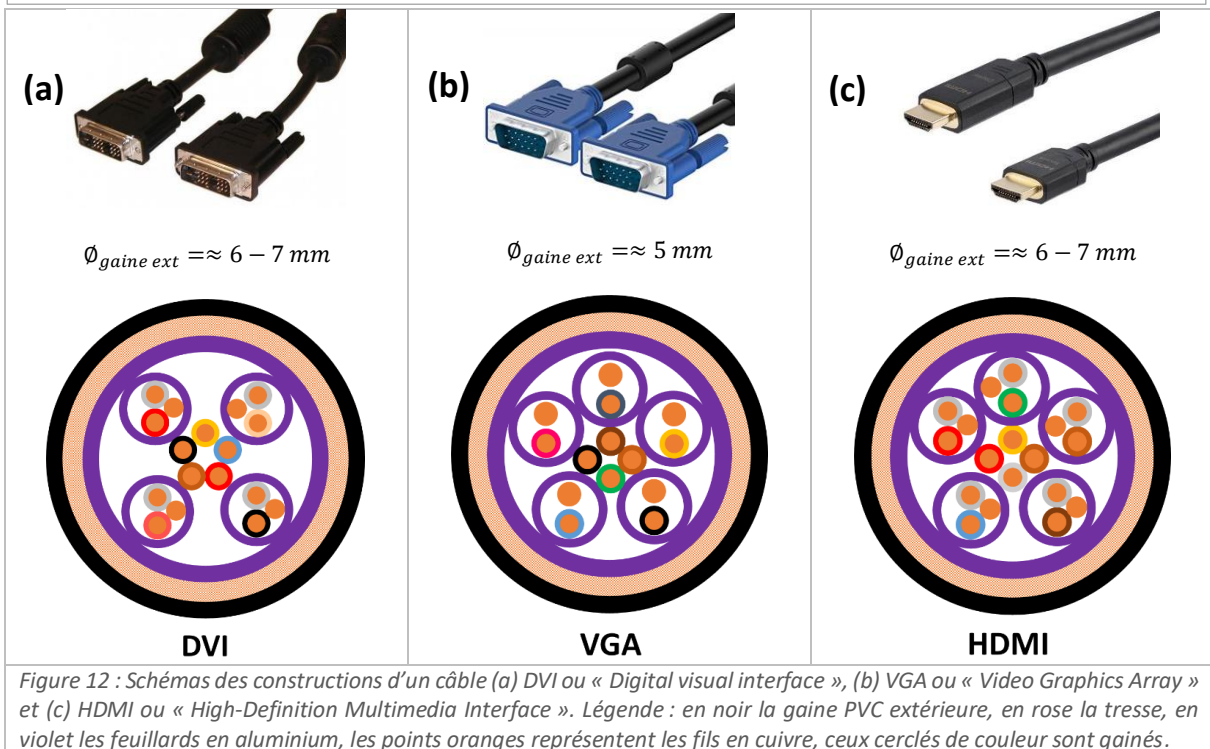 (a)
(b)
(c)
∅gaine ext =≈ 6 − 7 mm
∅gaine ext =≈ 5 mm
∅gaine ext =≈ 6 − 7 mm
DVI
VGA
HDMI
Figure 12 : Schémas des constructions d’un câble (a) DVI ou « Digital visual interface », (b) VGA ou « Video Graphics Array »
et (c) HDMI ou « High-Definition Multimedia Interface ». Légende : en noir la gaine PVC extérieure, en rose la tresse, en
violet les feuillards en aluminium, les points oranges représentent les fils en cuivre, ceux cerclés de couleur sont gainés.